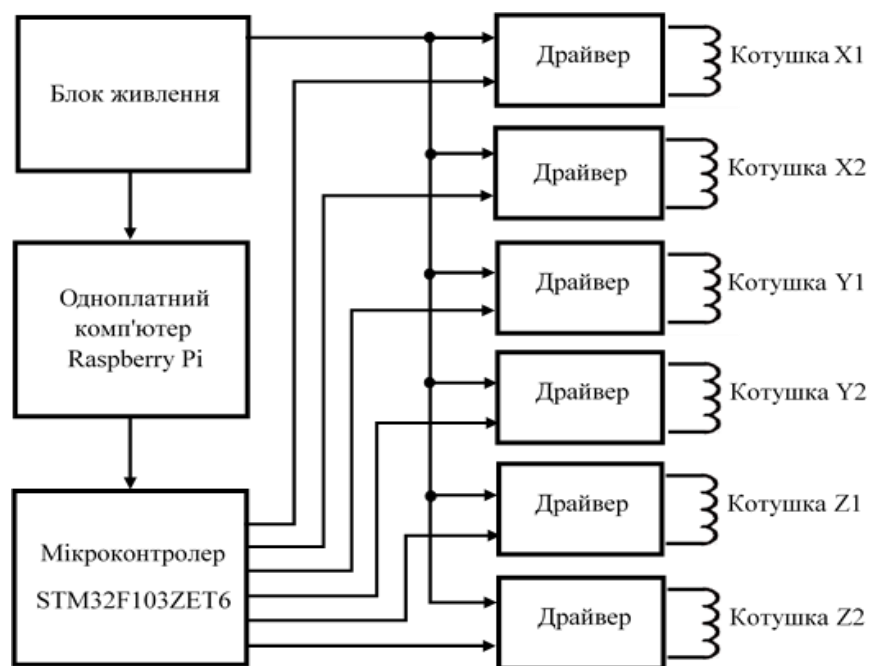 Блок живлення
Одноплатний
комп'ютер
Raspberry Pi
Мікроконтролер
STM32F103ZET6
Драйвер
Котушка X1
Драйвер
Котушка X2
Драйвер
Котушка Y1
Драйвер
Котушка Y2
Драйвер
Котушка Z1
Драйвер
Котушка Z2